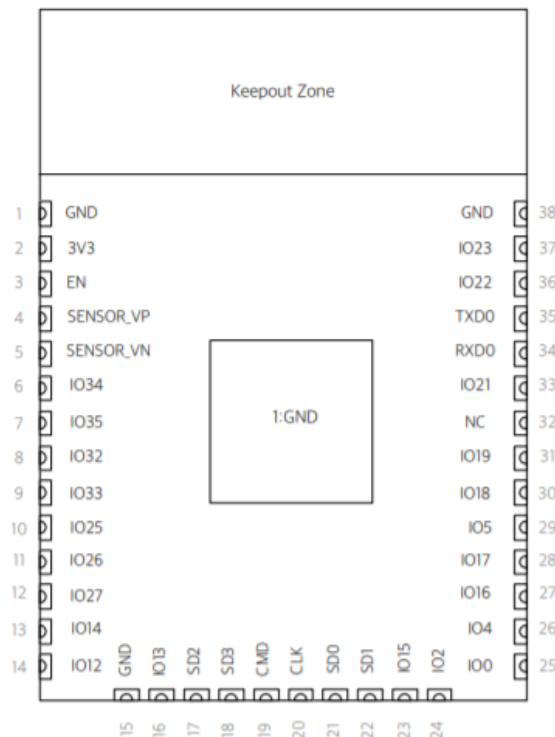 Keepout Zone
1 GND GND 38
2 3V3 IO23 37
3 EN IO22 36
4 SENSOR_VP TXD0 35
5 SENSOR_VN RXD0 34
6 IO34 IO21 33
7 IO35 1:GND NC 32
8 IO32 IO19 31
9 IO33 IO18 30
10 IO25 IO5 29
11 IO26 IO17 28
12 IO27 IO16 27
13 IO14 IO4 26
14 IO12 IO0 25
GND IO13 SD2 SD3 CMD CLK SD0 SD1 IO15 IO2
15 16 17 18 19 20 21 22 23 24